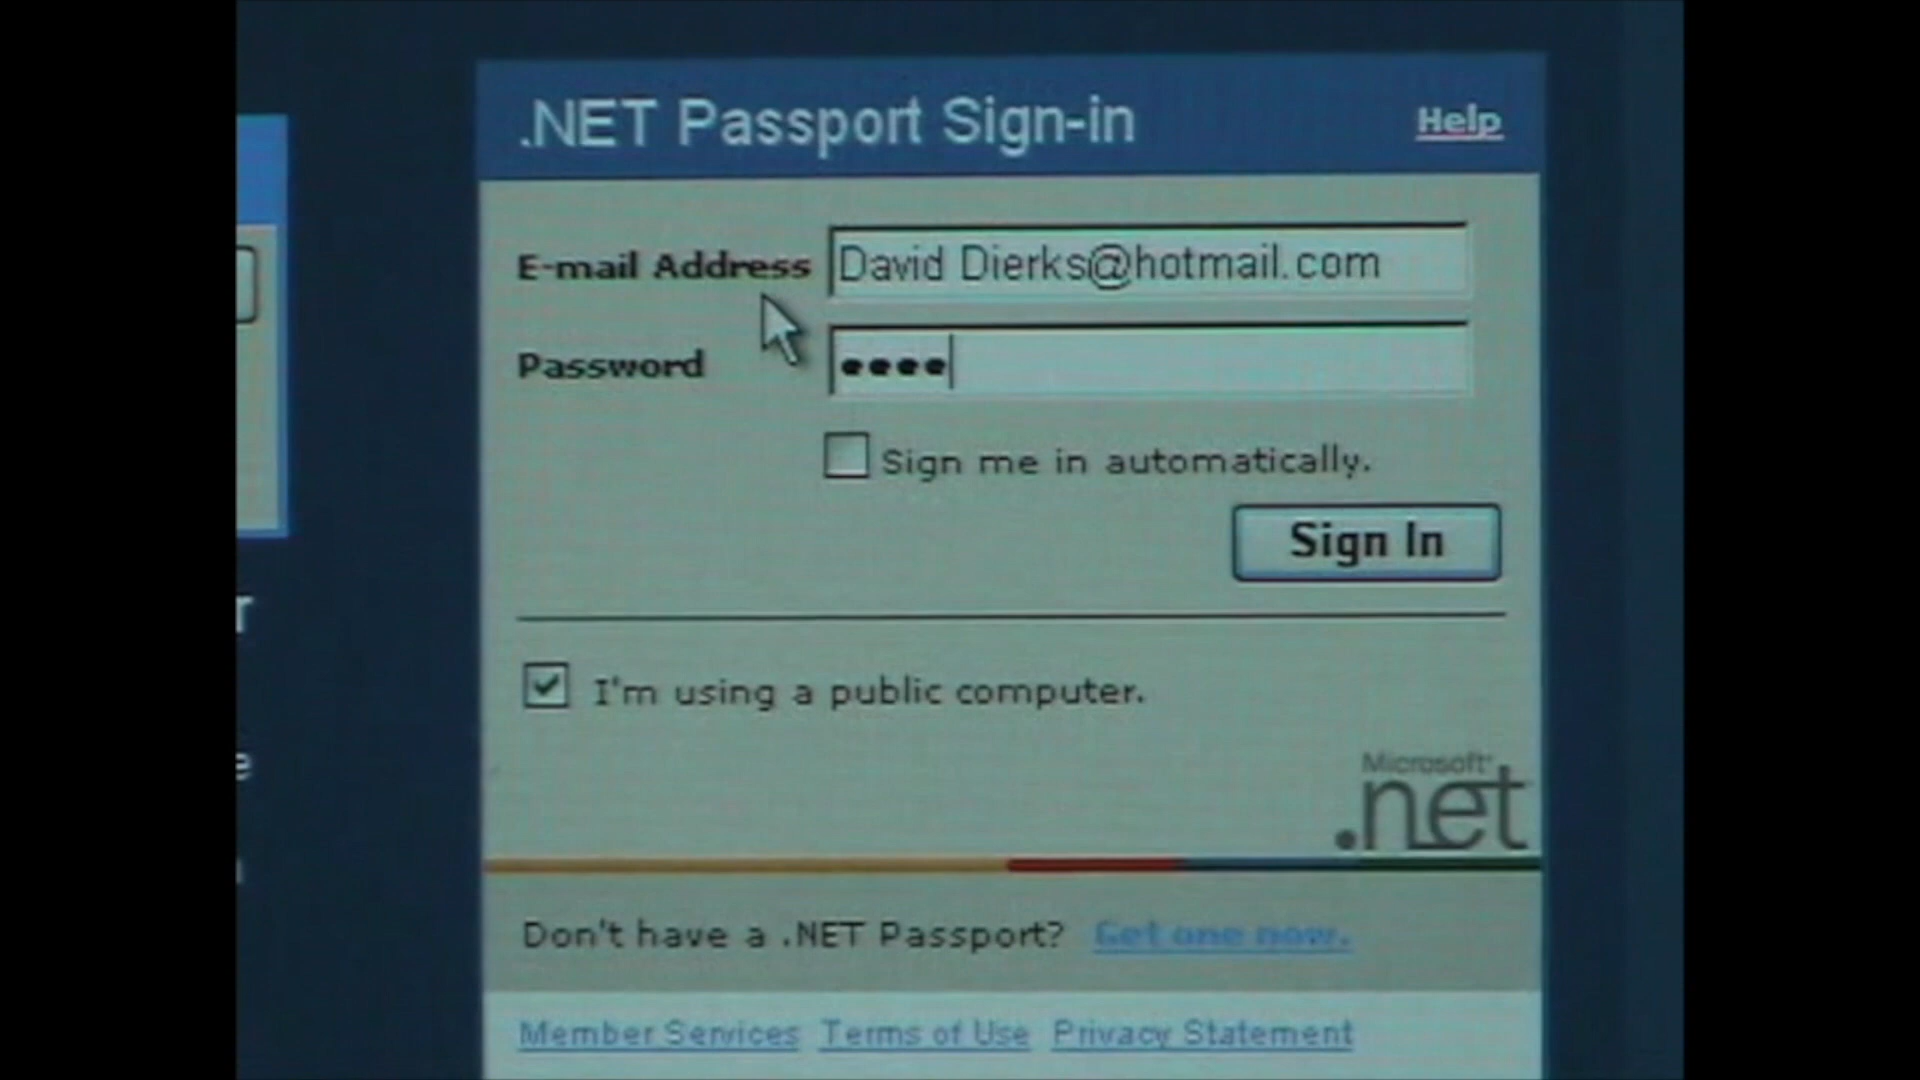 .NET Passport Sign-in
Help
E-mail Address
David Dierks@hotmail.com
Password
Sign me in automatically.
Sign In
I'm using a public computer.
Microsoft
.net
Don't have a .NET Passport? Get one now.
Member Services Terms of Use Privacy Statement